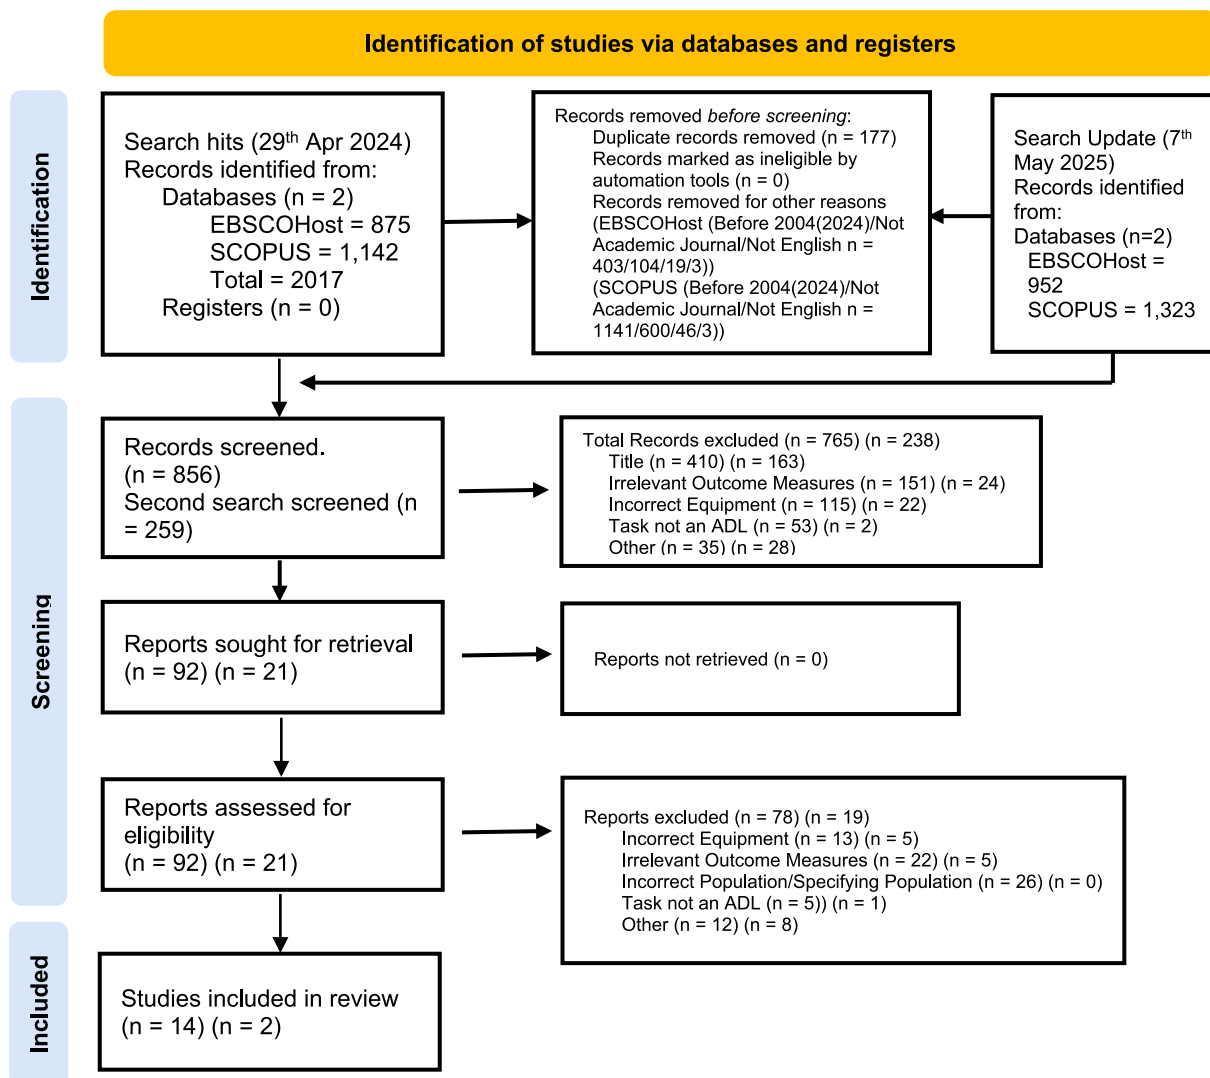 Identification of studies via databases and registers
Identification
Search hits (29th Apr 2024)
Records identified from:
Databases (n = 2)
EBSCOHost = 875
SCOPUS = 1,142
Total = 2017
Registers (n = 0)
Records removed before screening:
Duplicate records removed (n = 177)
Records marked as ineligible by
automation tools (n = 0)
Records removed for other reasons
(EBSCOHost (Before 2004(2024)/Not
Academic Journal/Not English n =
403/104/19/3))
(SCOPUS (Before 2004(2024)/Not
Academic Journal/Not English n =
1141/600/46/3))
Search Update (7th
May 2025)
Records identified
from:
Databases (n=2)
EBSCOHost =
952
SCOPUS = 1,323
Screening
Records screened.
(n = 856)
Second search screened (n
= 259)
Total Records excluded (n = 765) (n = 238)
Title (n = 410) (n = 163)
Irrelevant Outcome Measures (n = 151) (n = 24)
Incorrect Equipment (n = 115) (n = 22)
Task not an ADL (n = 53) (n = 2)
Other (n = 35) (n = 28)
Reports sought for retrieval
(n = 92) (n = 21)
Reports not retrieved (n = 0)
Reports assessed for
eligibility
(n = 92) (n = 21)
Reports excluded (n = 78) (n = 19)
Incorrect Equipment (n = 13) (n = 5)
Irrelevant Outcome Measures (n = 22) (n = 5)
Incorrect Population/Specifying Population (n = 26) (n = 0)
Task not an ADL (n = 5)) (n = 1)
Other (n = 12) (n = 8)
Included
Studies included in review
(n = 14) (n = 2)